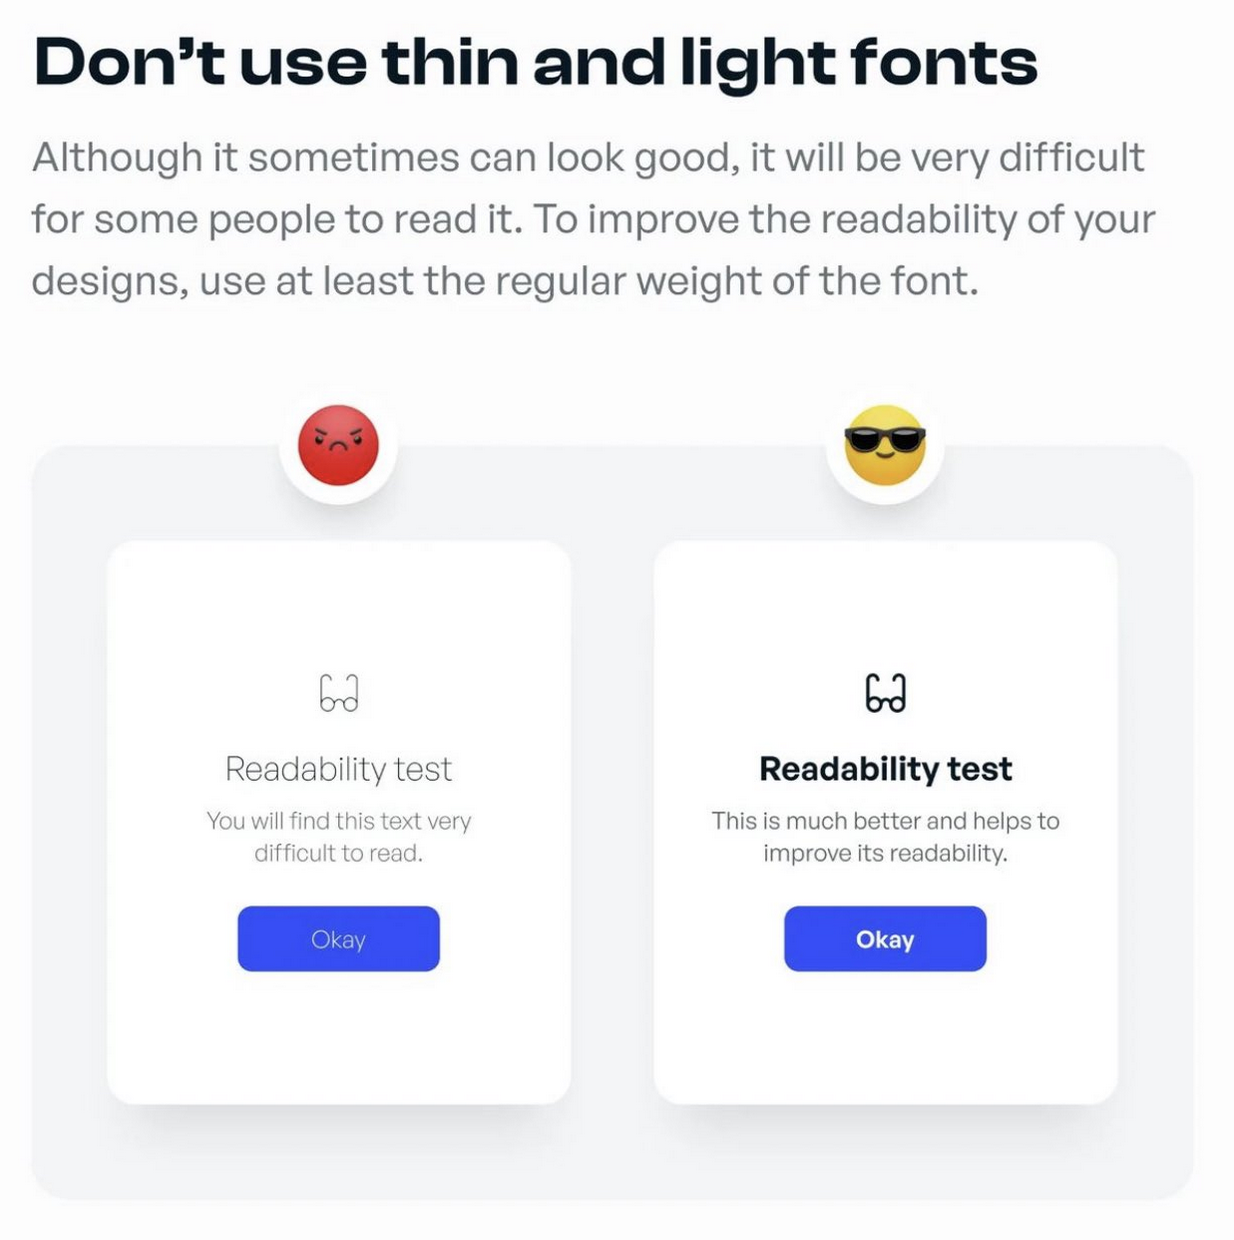 Don’t use thin and light fonts
Although it sometimes can look good, it will be very difficult
for some people to read it. To improve the readability of your
designs, use at least the regular weight of the font.
Readability test
You will find this text very
difficult to read.
Okay
Readability test
This is much better and helps to
improve its readability.
Okay